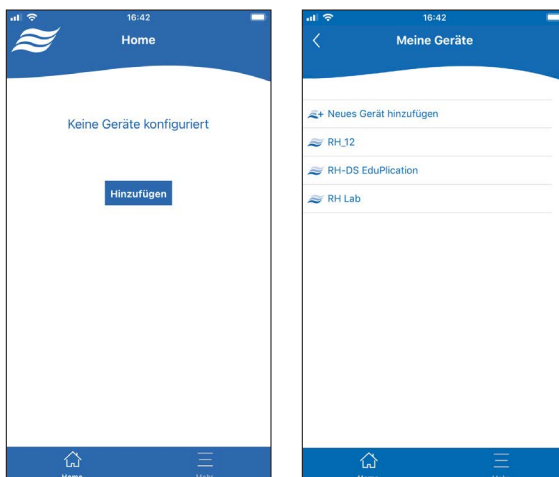 16:42
Home
Keine Geräte konfiguriert
Hinzufügen
Home
16:42
Meine Geräte
Neues Gerät hinzufügen
RH_12
RH-DS EduPlication
RH Lab